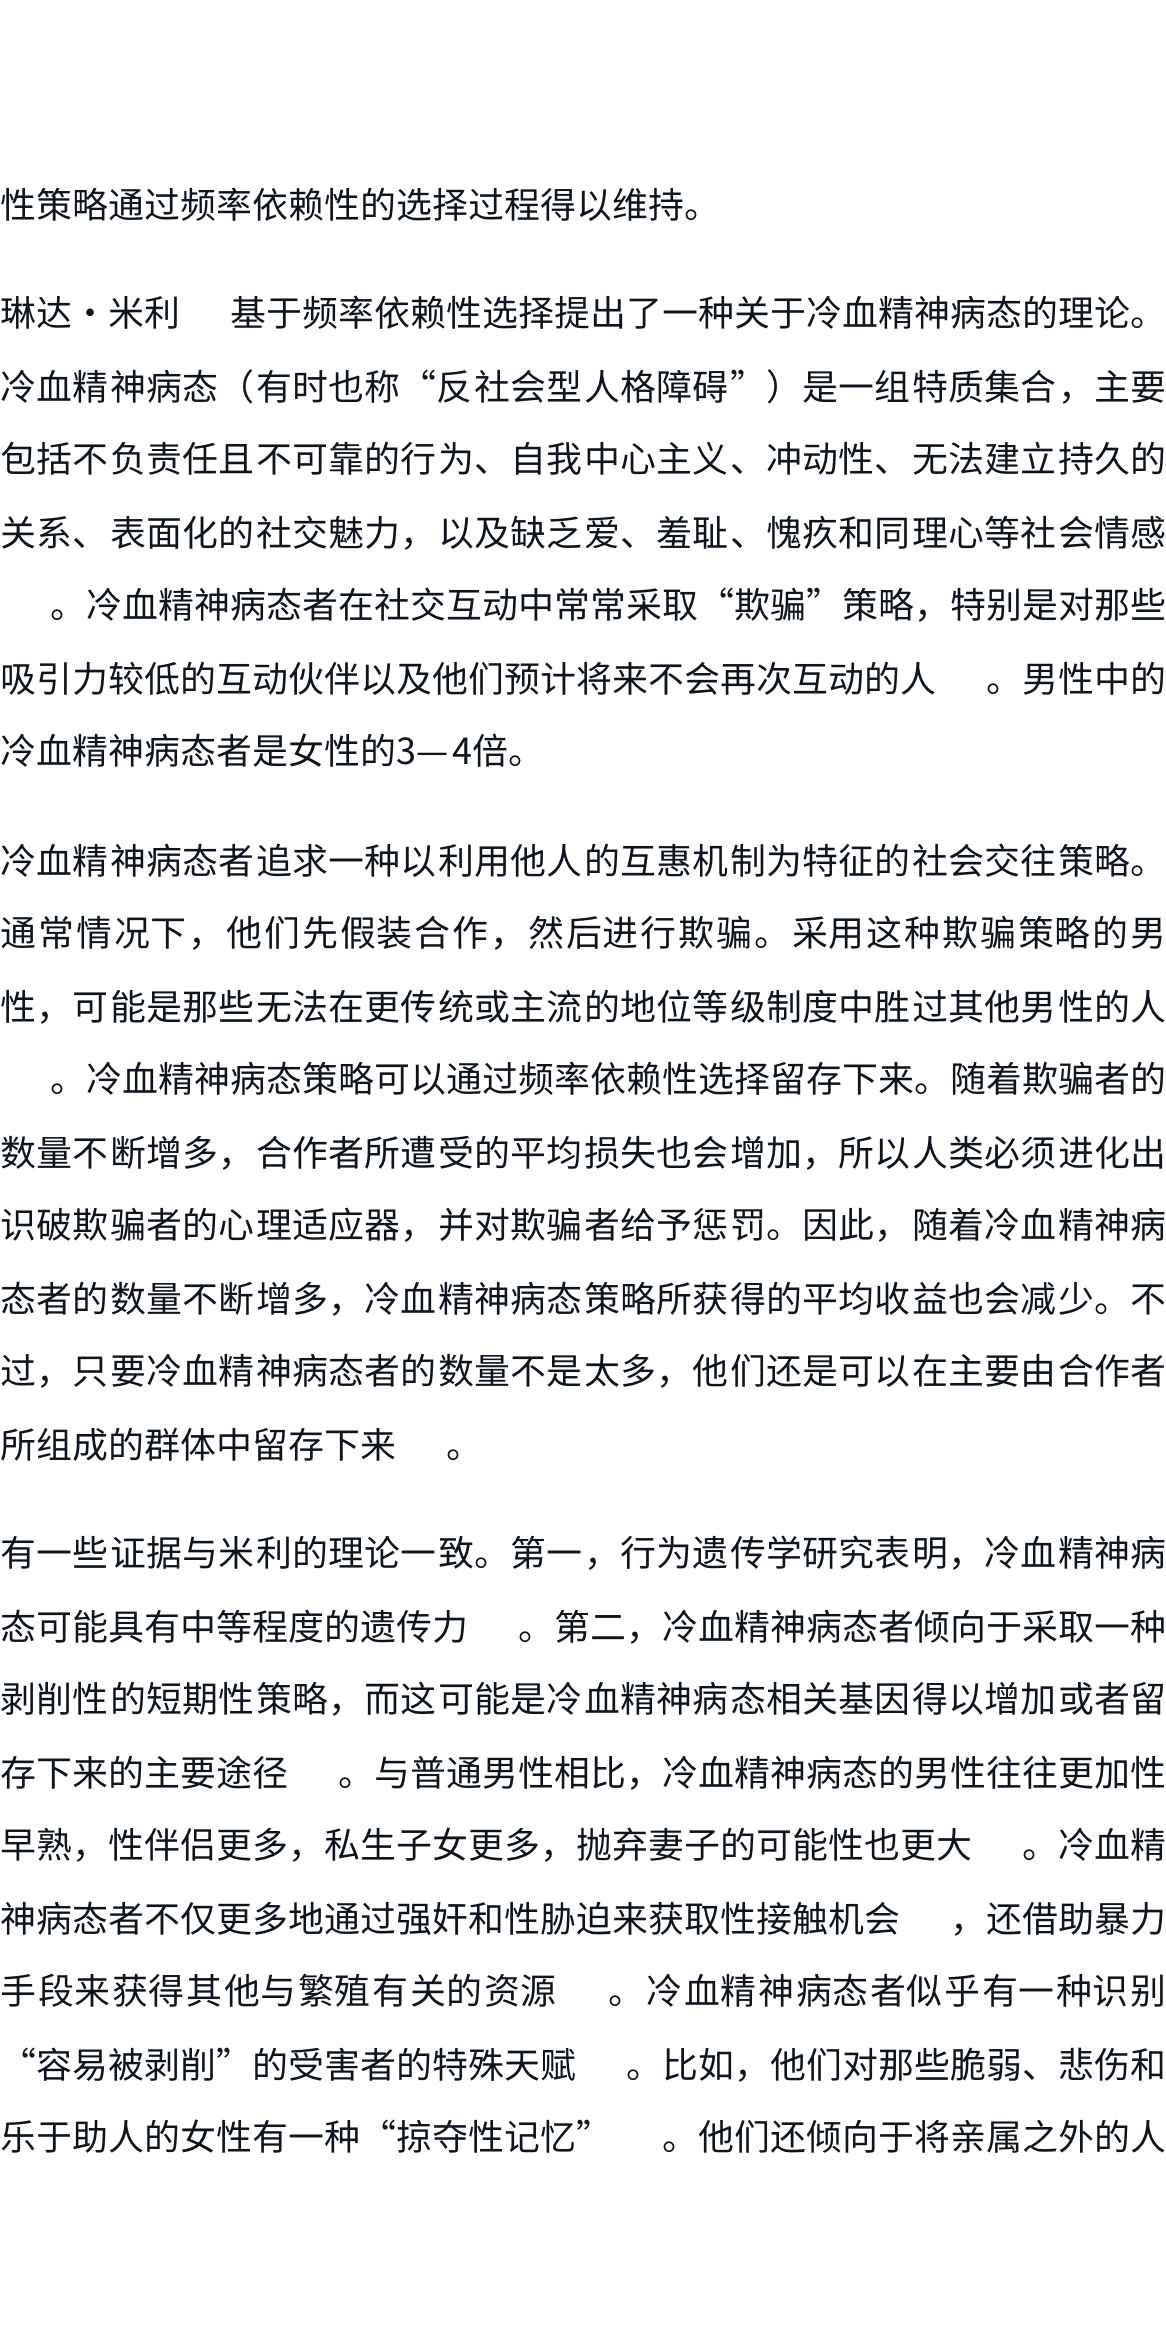 性策略通过频率依赖性的选择过程得以维持。
琳达·米利 基于频率依赖性选择提出了一种关于冷血精神病态的理论。
冷血精神病态（有时也称“反社会型人格障碍”）是一组特质集合，主要
包括不负责任且不可靠的行为、自我中心主义、冲动性、无法建立持久的
关系、表面化的社交魅力，以及缺乏爱、羞耻、愧疚和同理心等社会情感
。冷血精神病态者在社交互动中常常采取“欺骗”策略，特别是对那些
吸引力较低的互动伙伴以及他们预计将来不会再次互动的人 。男性中的
冷血精神病态者是女性的3—4倍。
冷血精神病态者追求一种以利用他人的互惠机制为特征的社会交往策略。
通常情况下，他们先假装合作，然后进行欺骗。采用这种欺骗策略的男
性，可能是那些无法在更传统或主流的地位等级制度中胜过其他男性的人
。冷血精神病态策略可以通过频率依赖性选择留存下来。随着欺骗者的
数量不断增多，合作者所遭受的平均损失也会增加，所以人类必须进化出
识破欺骗者的心理适应器，并对欺骗者给予惩罚。因此，随着冷血精神病
态者的数量不断增多，冷血精神病态策略所获得的平均收益也会减少。不
过，只要冷血精神病态者的数量不是太多，他们还是可以在主要由合作者
所组成的群体中留存下来 。
有一些证据与米利的理论一致。第一，行为遗传学研究表明，冷血精神病
态可能具有中等程度的遗传力 。第二，冷血精神病态者倾向于采取一种
剥削性的短期性策略，而这可能是冷血精神病态相关基因得以增加或者留
存下来的主要途径 。与普通男性相比，冷血精神病态的男性往往更加性
早熟，性伴侣更多，私生子女更多，抛弃妻子的可能性也更大 。冷血精
神病态者不仅更多地通过强奸和性胁迫来获取性接触机会 ，还借助暴力
手段来获得其他与繁殖有关的资源 。冷血精神病态者似乎有一种识别
“容易被剥削”的受害者的特殊天赋 。比如，他们对那些脆弱、悲伤和
乐于助人的女性有一种“掠夺性记忆” 。他们还倾向于将亲属之外的人